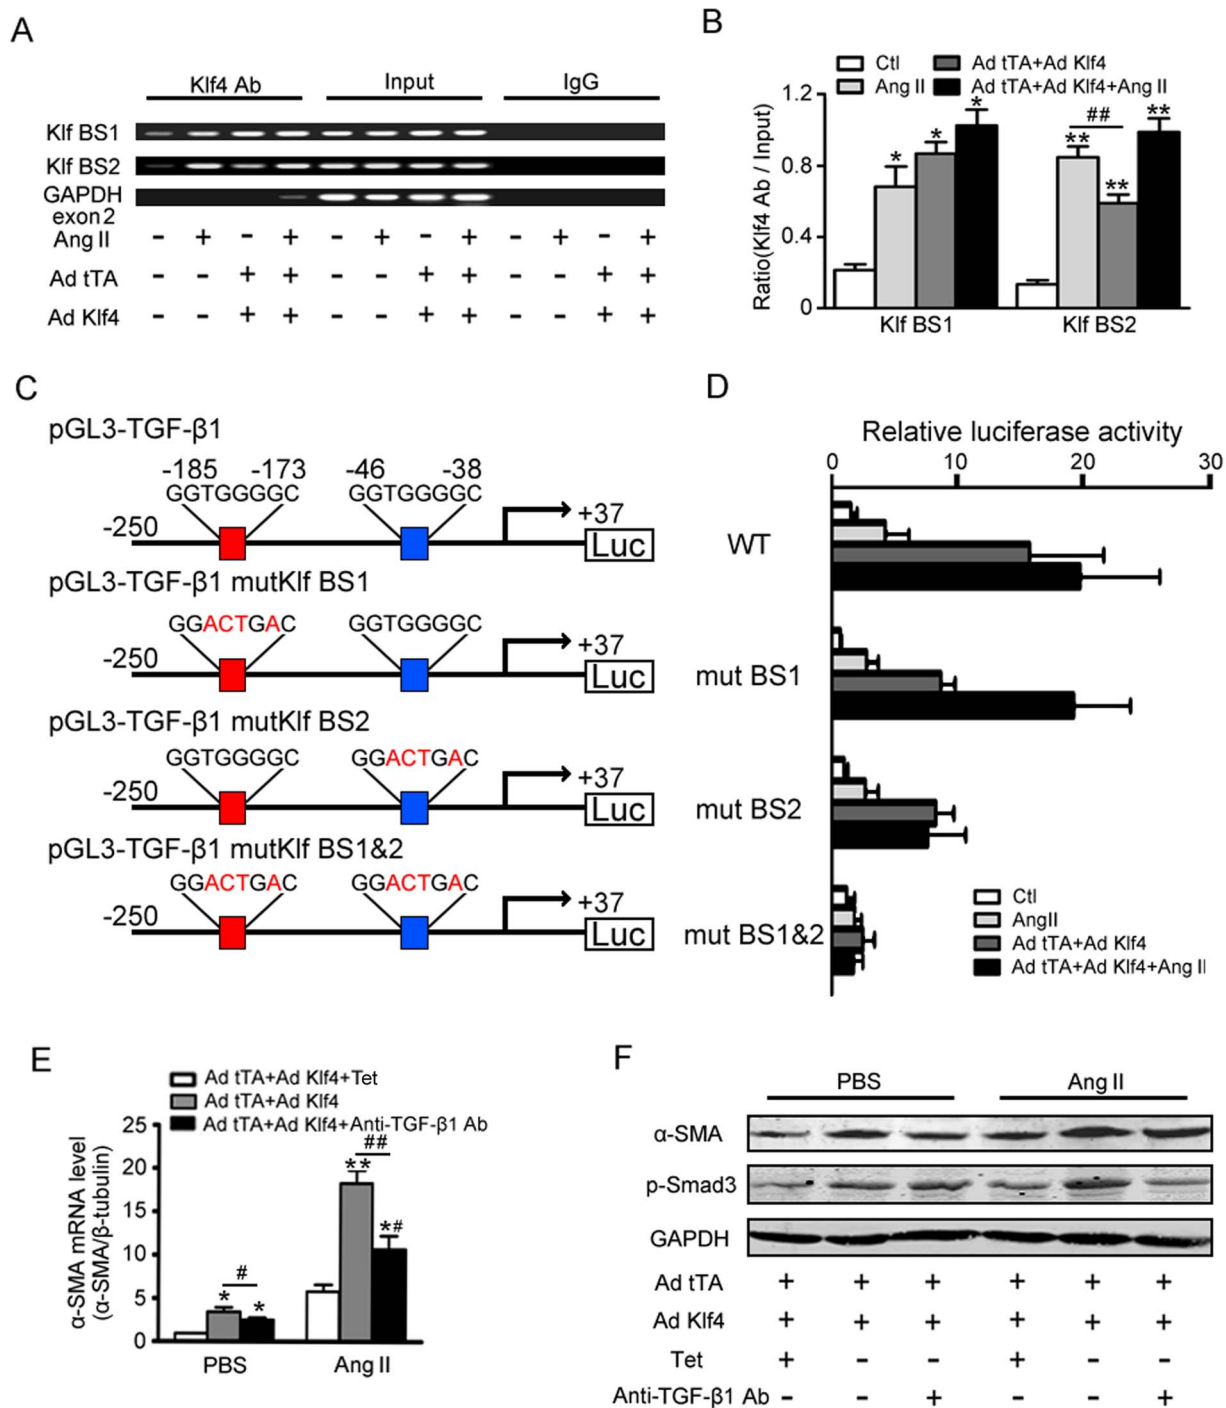 A
Klf4 Ab Input IgG
Klf BS1
Klf BS2
GAPDH
exon2
Ang II - + - + - + - + - + - +
Ad tTA - - + + - - + + - - + +
Ad Klf4 - - + + - - + + - - + +
B
Ctl Ad tTA+Ad Klf4
Ang II Ad tTA+Ad Klf4+Ang II
Ratio(Klf4 Ab / Input)
1.2
0.8
0.4
0
* * *
** ## ** **
Klf BS1 Klf BS2
C
pGL3-TGF-β1
-185 -173 -46 -38
GGTGGGGC GGTGGGGC
-250 +37
Luc
pGL3-TGF-β1 mutKlf BS1
GGACTGAC GGTGGGGC
-250 +37
Luc
pGL3-TGF-β1 mutKlf BS2
GGTGGGGC GGACTGAC
-250 +37
Luc
pGL3-TGF-β1 mutKlf BS1&2
GGACTGAC GGACTGAC
-250 +37
Luc
D
Relative luciferase activity
0 10 20 30
WT
mut BS1
mut BS2
mut BS1&2
Ctl
AngII
Ad tTA+Ad Klf4
Ad tTA+Ad Klf4+Ang II
E
Ad tTA+Ad Klf4+Tet
Ad tTA+Ad Klf4
Ad tTA+Ad Klf4+Anti-TGF-β1 Ab
α-SMA mRNA level
(α-SMA/β-tubulin)
25
20
15
10
5
0
* # *
** ## *#
PBS Ang II
F
PBS Ang II
α-SMA
p-Smad3
GAPDH
Ad tTA + + + + + +
Ad Klf4 + + + + + +
Tet + - - + - -
Anti-TGF-β1 Ab - - + - - +